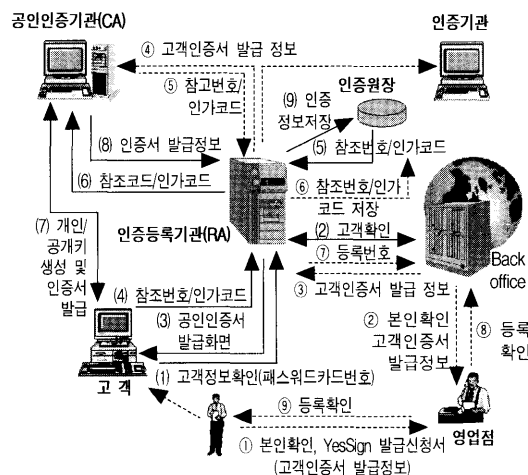 공인인증기관(CA)
인증기관
④ 고객인증서 발급 정보
⑤ 참고번호/
인가코드
인증원장
(9) 인증
정보저장
(8) 인증서 발급정보
(5) 참조번호/인가코드
(6) 참조코드/인가코드
⑥ 참조번호/인가
코드 저장
인증등록기관(RA)
(2) 고객확인
⑦ 등록번호
(7) 개인/
공개키
생성 및
인증서
발급
Back
office
③ 고객인증서 발급 정보
(4) 참조번호/인가코드
(3) 공인인증서
발급화면
② 본인확인
고객인증서
발급정보
⑧ 등록
확인
고 객
(1) 고객정보확인(패스워드카드번호)
⑨ 등록확인
영업점
① 본인확인, YesSign 발급신청서
(고객인증서 발급정보)